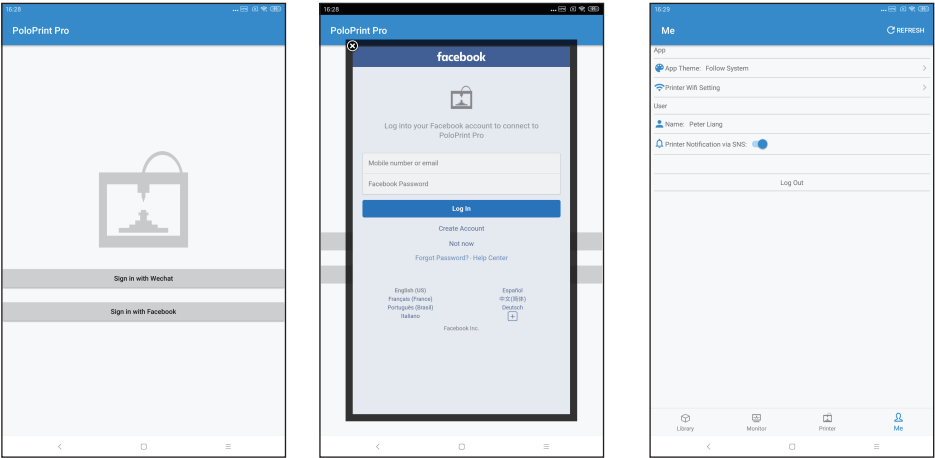 16:28
PoloPrint Pro
Sign in with Wechat
Sign in with Facebook
16:28
PoloPrint Pro
facebook
Log into your Facebook account to connect to
PoloPrint Pro
Mobile number or email
Facebook Password
Log In
Create Account
Not now
Forgot Password? · Help Center
English (US) Español
Français (France) 中文(简体)
Português (Brasil) Deutsch
Italiano
Facebook Inc.
16:29
Me REFRESH
App
App Theme: Follow System
Printer Wifi Setting
User
Name: Peter Liang
Printer Notification via SNS:
Log Out
Library Monitor Printer Me